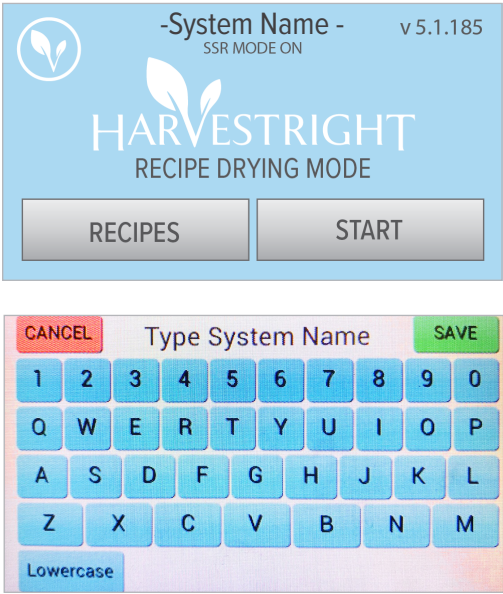 -System Name -
v 5.1.185
SSR MODE ON
HARVESTRIGHT
RECIPE DRYING MODE
RECIPES START
CANCEL Type System Name SAVE
1 2 3 4 5 6 7 8 9 0
Q W E R T Y U I O P
A S D F G H J K L
Z X C V B N M
Lowercase